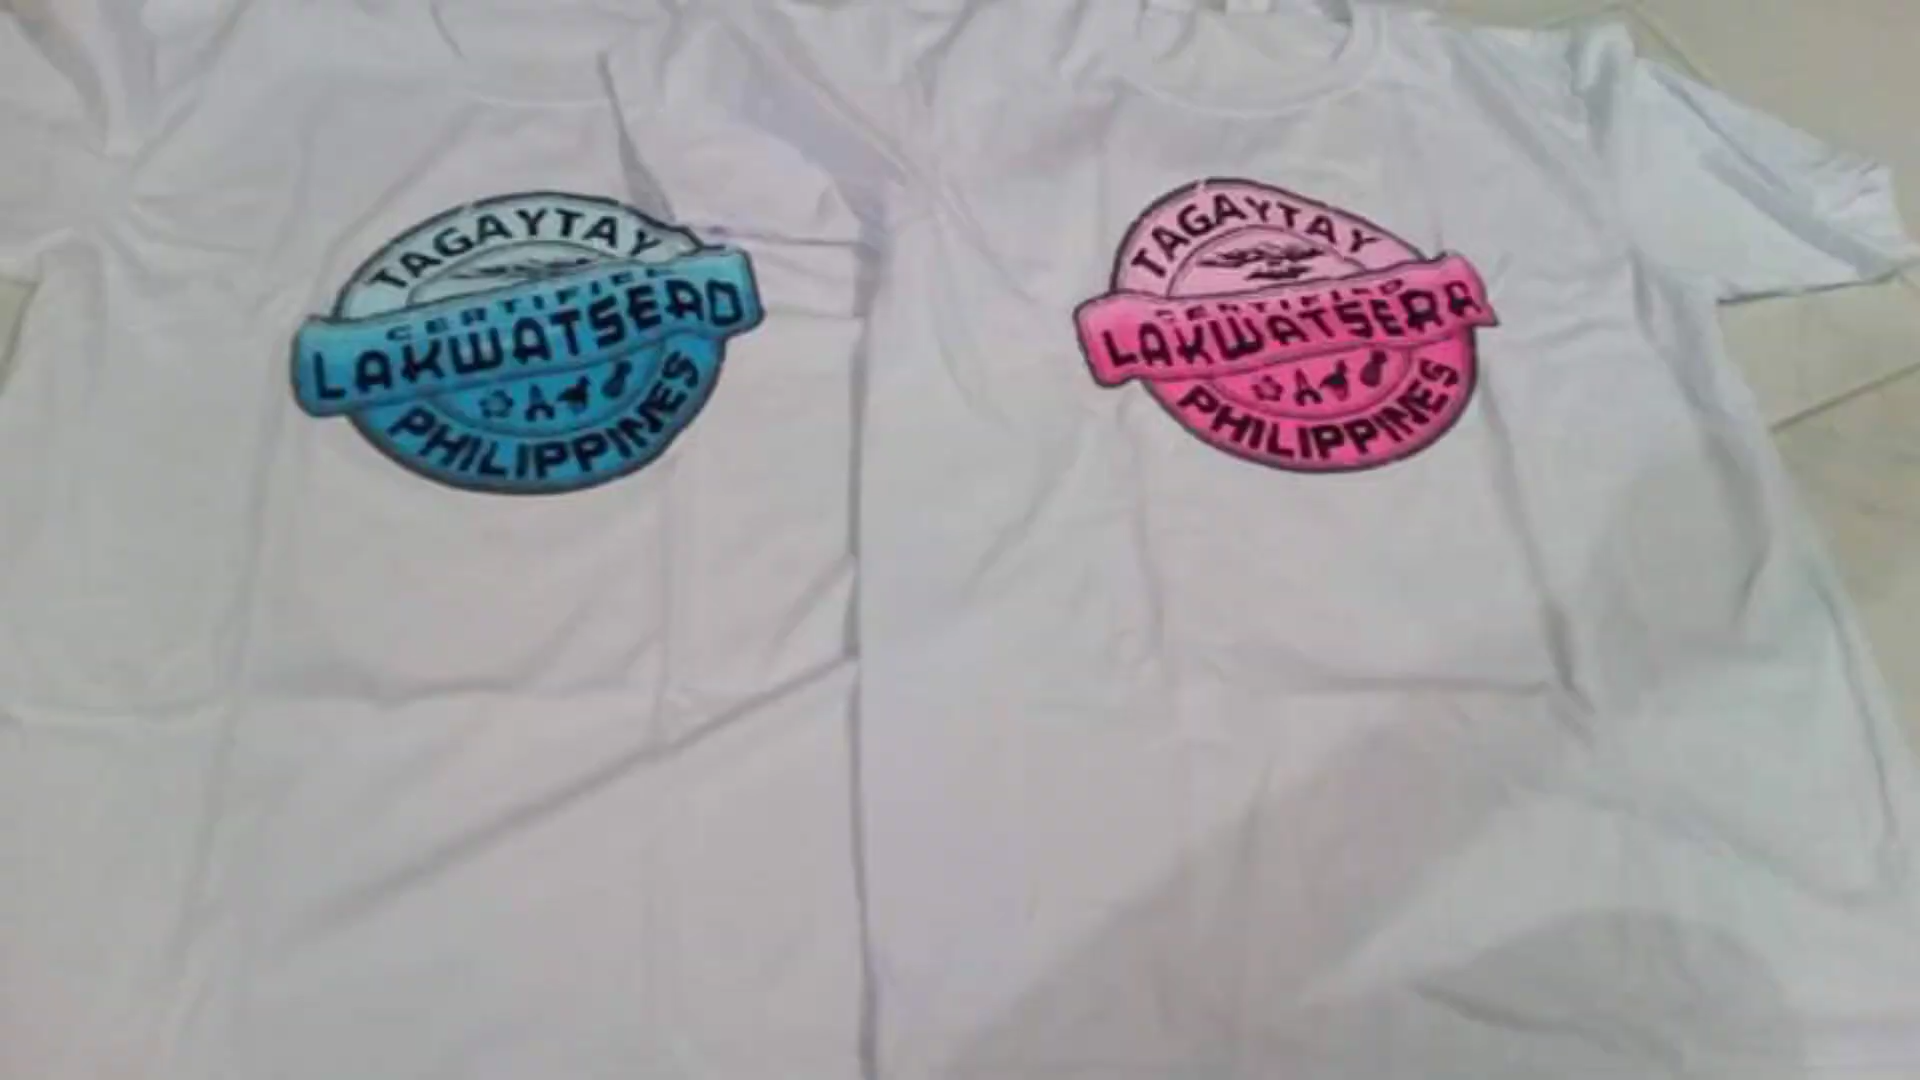 TAGAYTAY
CERTIFIED
LAKWATSERO
PHILIPPINES
TAGAYTAY
CERTIFIED
LAKWATSERA
PHILIPPINES